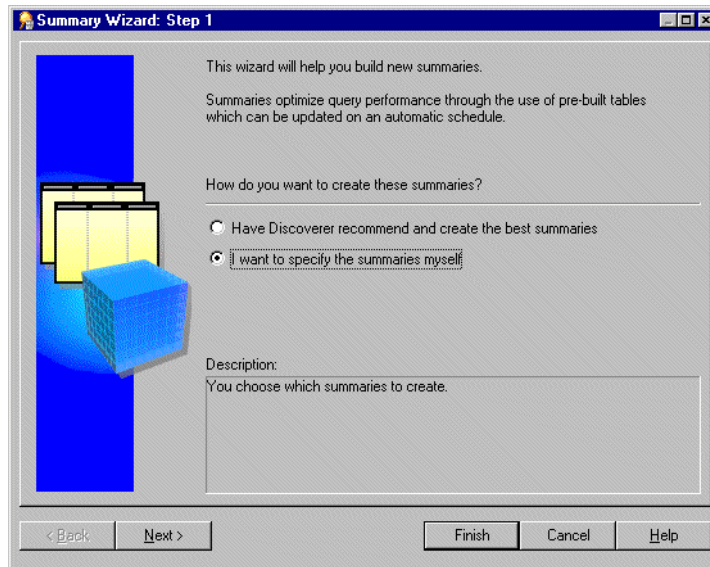 Summary Wizard: Step 1
This wizard will help you build new summaries.
Summaries optimize query performance through the use of pre-built tables
which can be updated on an automatic schedule.
How do you want to create these summaries?
Have Discoverer recommend and create the best summaries
I want to specify the summaries myself
Description:
You choose which summaries to create.
< Back
Next >
Finish
Cancel
Help